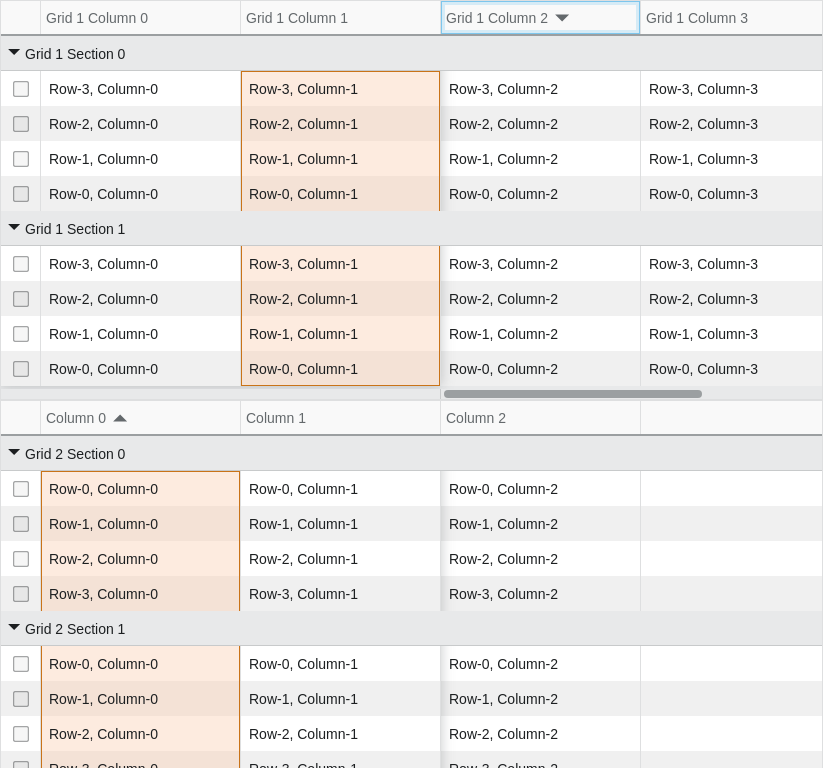 Grid 1 Column 0 Grid 1 Column 1 Grid 1 Column 2 Grid 1 Column 3
Grid 1 Section 0
Row-3, Column-0 Row-3, Column-1 Row-3, Column-2 Row-3, Column-3
Row-2, Column-0 Row-2, Column-1 Row-2, Column-2 Row-2, Column-3
Row-1, Column-0 Row-1, Column-1 Row-1, Column-2 Row-1, Column-3
Row-0, Column-0 Row-0, Column-1 Row-0, Column-2 Row-0, Column-3
Grid 1 Section 1
Row-3, Column-0 Row-3, Column-1 Row-3, Column-2 Row-3, Column-3
Row-2, Column-0 Row-2, Column-1 Row-2, Column-2 Row-2, Column-3
Row-1, Column-0 Row-1, Column-1 Row-1, Column-2 Row-1, Column-3
Row-0, Column-0 Row-0, Column-1 Row-0, Column-2 Row-0, Column-3
Column 0 Column 1 Column 2
Grid 2 Section 0
Row-0, Column-0 Row-0, Column-1 Row-0, Column-2
Row-1, Column-0 Row-1, Column-1 Row-1, Column-2
Row-2, Column-0 Row-2, Column-1 Row-2, Column-2
Row-3, Column-0 Row-3, Column-1 Row-3, Column-2
Grid 2 Section 1
Row-0, Column-0 Row-0, Column-1 Row-0, Column-2
Row-1, Column-0 Row-1, Column-1 Row-1, Column-2
Row-2, Column-0 Row-2, Column-1 Row-2, Column-2
Row-3, Column-0 Row-3, Column-1 Row-3, Column-2